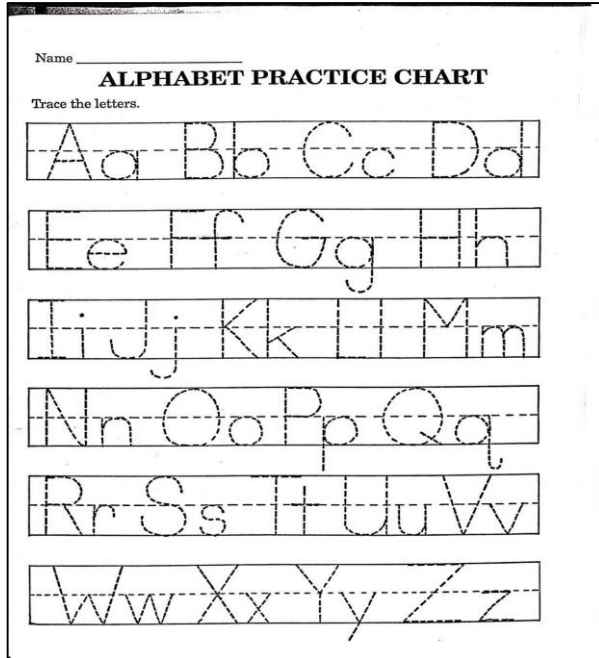 Name
ALPHABET PRACTICE CHART
Trace the letters.
Aa Bb Cc Dd
Ee Ff Gg Hh
Ii Jj Kk Ll Mm
Nn Oo Pp Qq
Rr Ss Tt Uu Vv
Ww Xx Yy Zz